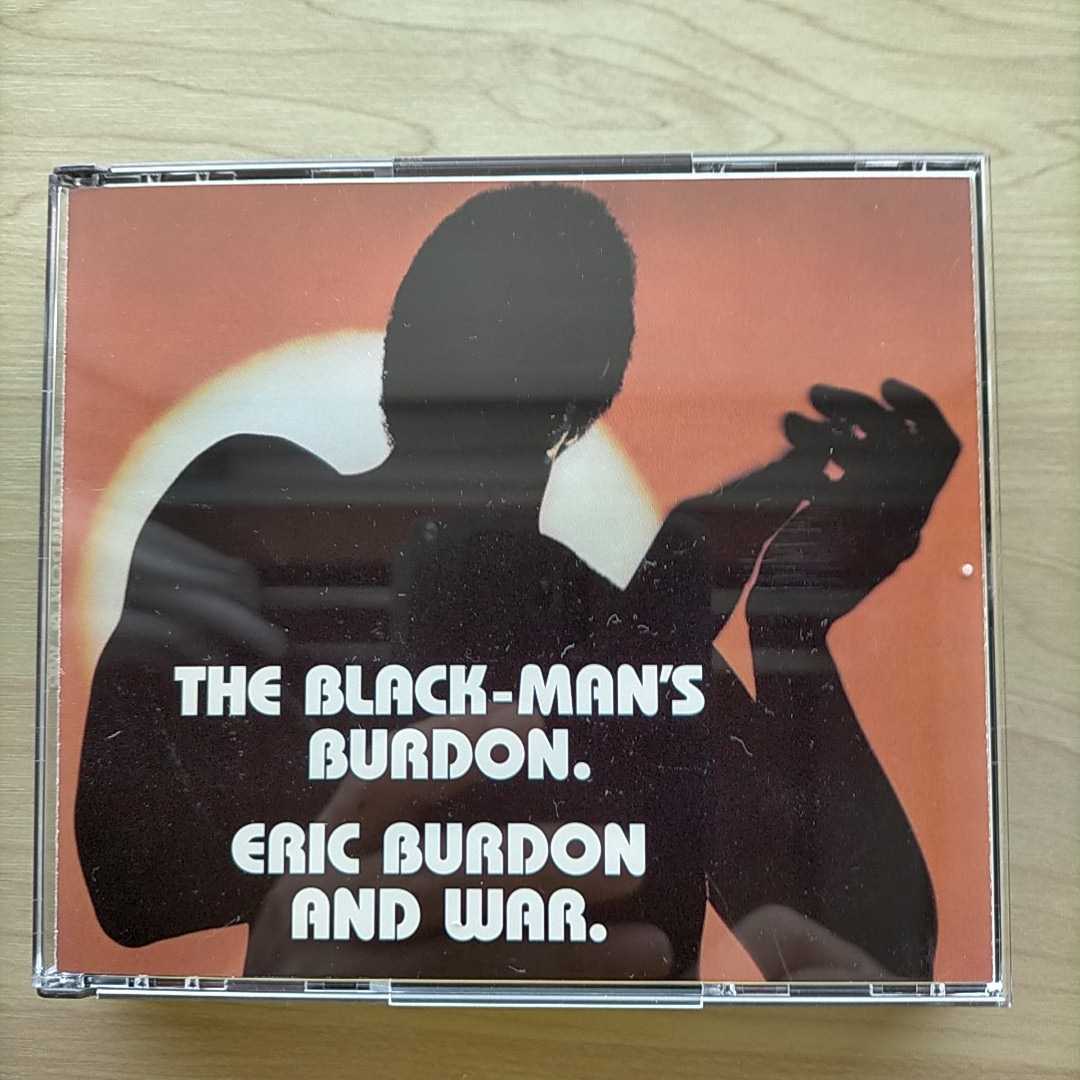 THE BLACK-MAN'S
BURDON.
ERIC BURDON
AND WAR.